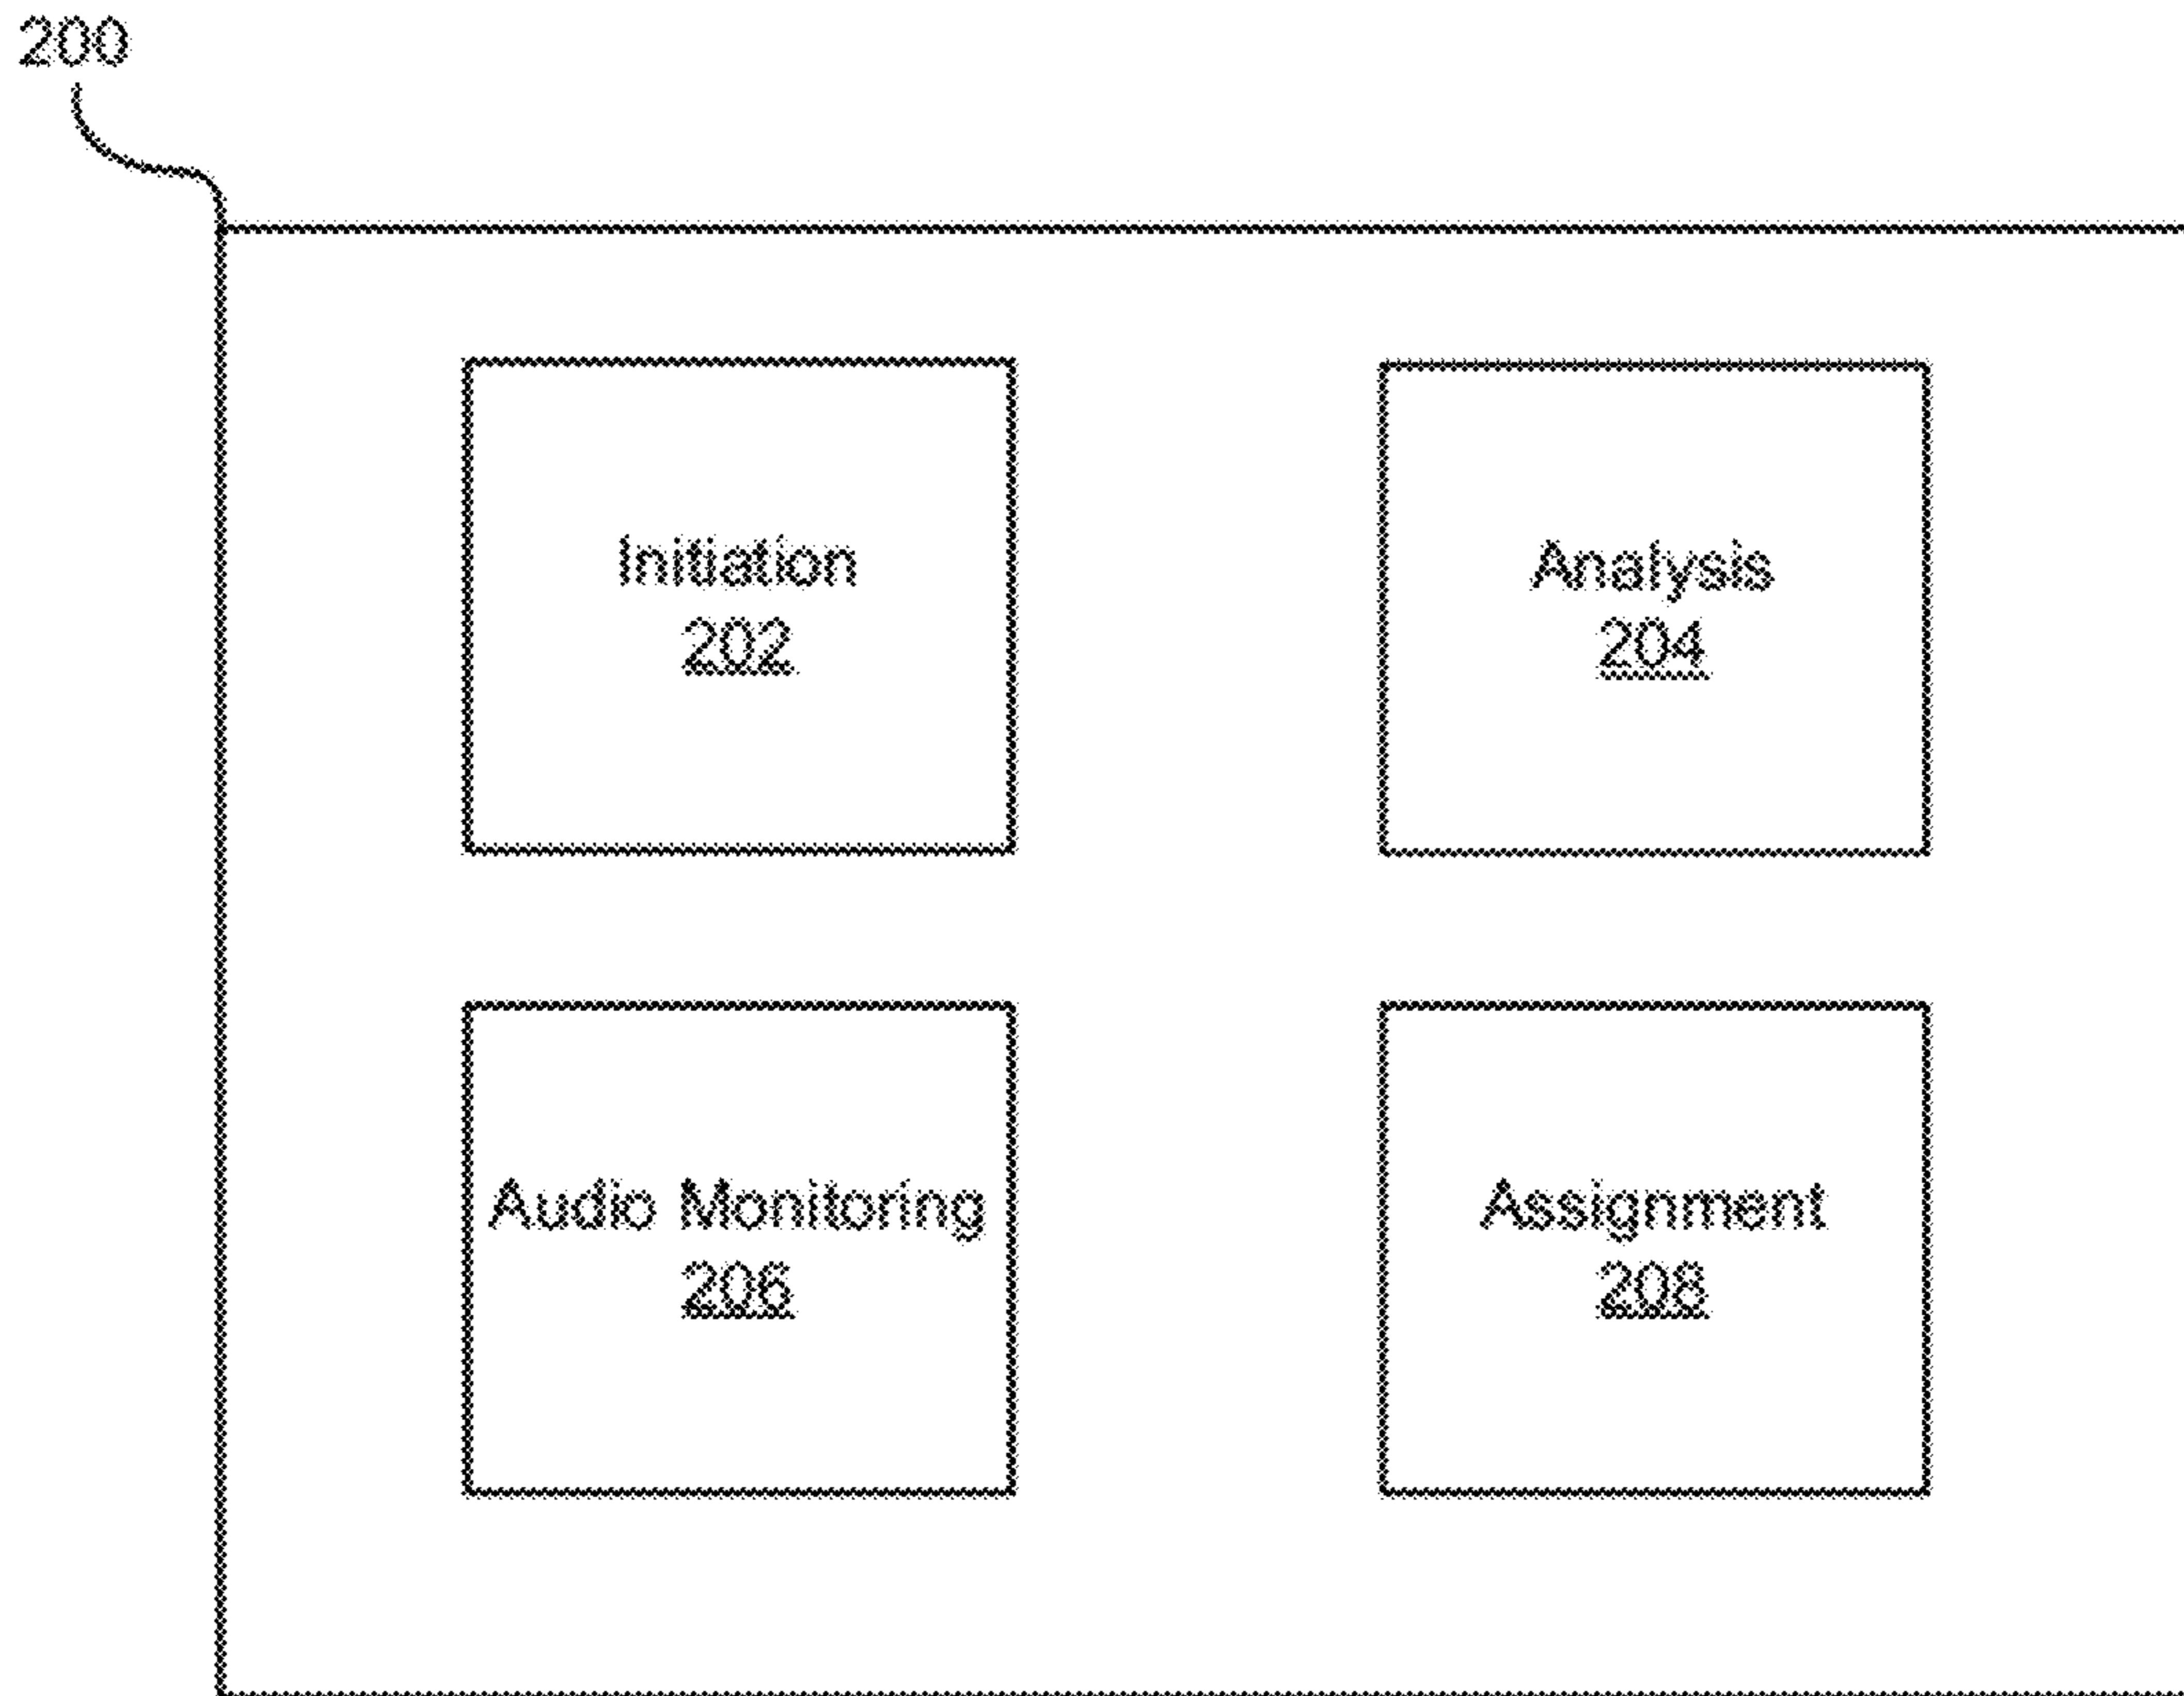 200
Initiation
202
Analysis
204
Audio Monitoring
206
Assignment
208